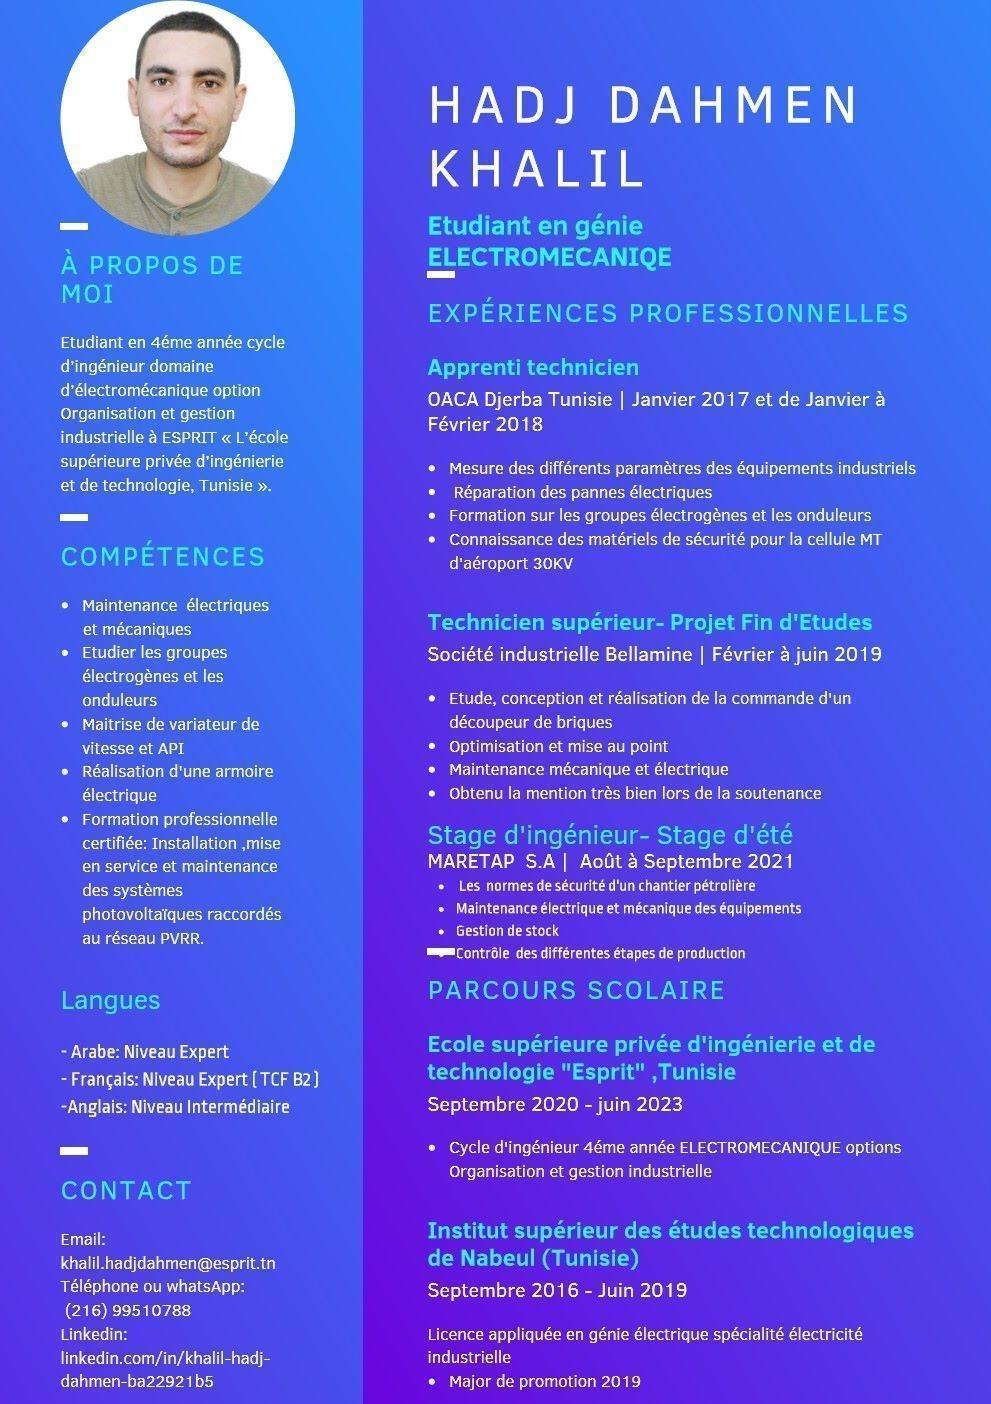 HADJ DAHMEN
KHALIL
Etudiant en génie
ELECTROMECANIQE
À PROPOS DE
MOI
Etudiant en 4éme année cycle
d'ingénieur domaine
d'électromécanique option
Organisation et gestion
industrielle à ESPRIT « L'école
supérieure privée d'ingénierie
et de technologie, Tunisie ».
COMPÉTENCES
• Maintenance électriques
et mécaniques
• Etudier les groupes
électrogènes et les
onduleurs
• Maitrise de variateur de
vitesse et API
• Réalisation d'une armoire
électrique
• Formation professionnelle
certifiée: Installation ,mise
en service et maintenance
des systèmes
photovoltaïques raccordés
au réseau PVRR.
Langues
- Arabe: Niveau Expert
- Français: Niveau Expert ( TCF B2 )
-Anglais: Niveau Intermédiaire
CONTACT
Email:
khalil.hadjdahmen@esprit.tn
Téléphone ou whatsApp:
(216) 99510788
Linkedin:
linkedin.com/in/khalil-hadj-
dahmen-ba22921b5
EXPÉRIENCES PROFESSIONNELLES
Apprenti technicien
OACA Djerba Tunisie | Janvier 2017 et de Janvier à
Février 2018
• Mesure des différents paramètres des équipements industriels
• Réparation des pannes électriques
• Formation sur les groupes électrogènes et les onduleurs
• Connaissance des matériels de sécurité pour la cellule MT
d'aéroport 30KV
Technicien supérieur- Projet Fin d'Etudes
Société industrielle Bellamine | Février à juin 2019
• Etude, conception et réalisation de la commande d'un
découpeur de briques
• Optimisation et mise au point
• Maintenance mécanique et électrique
• Obtenu la mention très bien lors de la soutenance
Stage d'ingénieur- Stage d'été
MARETAP S.A | Août à Septembre 2021
• Les normes de sécurité d'un chantier pétrolière
• Maintenance électrique et mécanique des équipements
• Gestion de stock
• Contrôle des différentes étapes de production
PARCOURS SCOLAIRE
Ecole supérieure privée d'ingénierie et de
technologie "Esprit" ,Tunisie
Septembre 2020 - juin 2023
• Cycle d'ingénieur 4éme année ELECTROMECANIQUE options
Organisation et gestion industrielle
Institut supérieur des études technologiques
de Nabeul (Tunisie)
Septembre 2016 - Juin 2019
Licence appliquée en génie électrique spécialité électricité
industrielle
• Major de promotion 2019